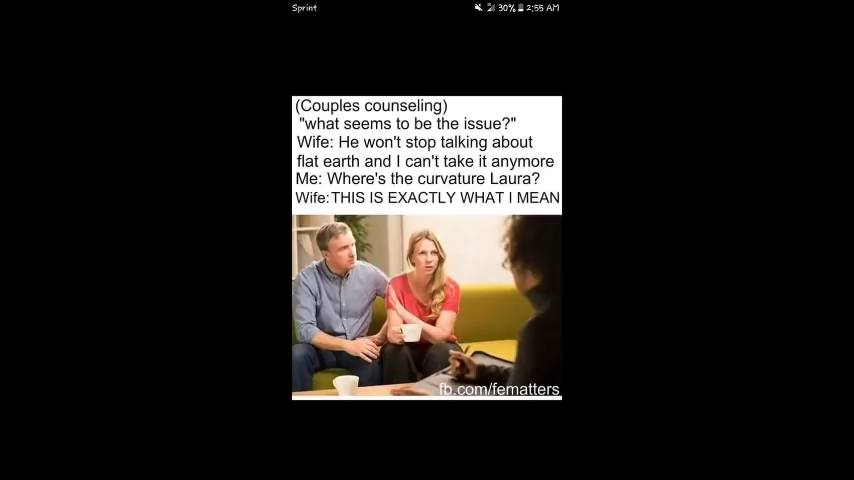 Sprint 30% 2:55 AM
(Couples counseling)
"what seems to be the issue?"
Wife: He won't stop talking about
flat earth and I can't take it anymore
Me: Where's the curvature Laura?
Wife:THIS IS EXACTLY WHAT I MEAN
fb.com/fematters